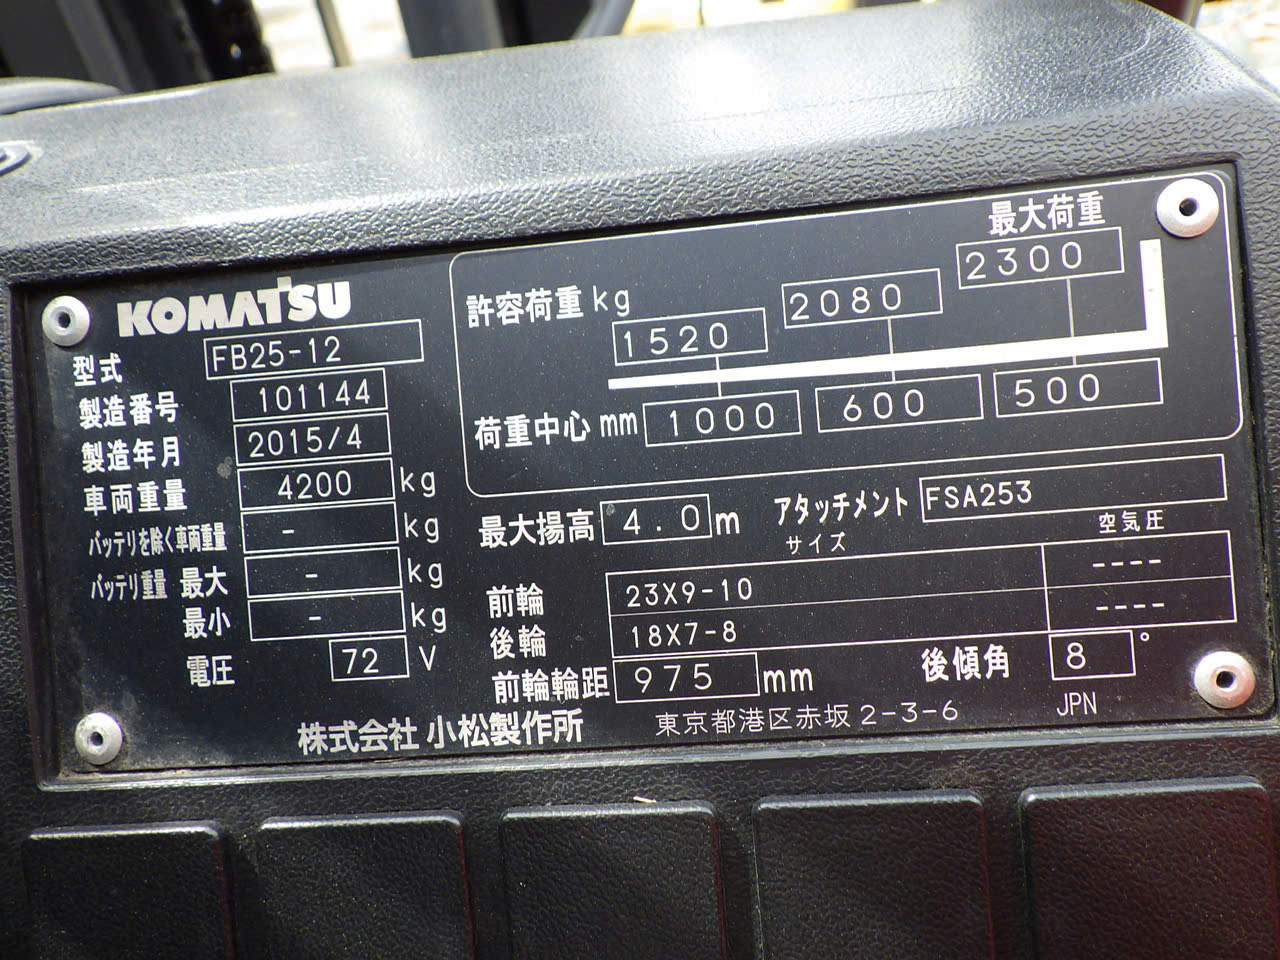 KOMATSU
型式 FB25-12
製造番号 101144
製造年月 2015/4
車両重量 4200 kg
バッテリを除く車両重量 - kg
バッテリ重量 最大 - kg
最小 - kg
電圧 72 V
最大荷重
許容荷重 kg 1520 2080 2300
荷重中心 mm 1000 600 500
最大揚高 4.0 m アタッチメント FSA253
サイズ 空気圧
前輪 23X9-10 ----
後輪 18X7-8 ----
前輪輪距 975 mm 後傾角 8 °
株式会社 小松製作所 東京都港区赤坂2-3-6 JPN